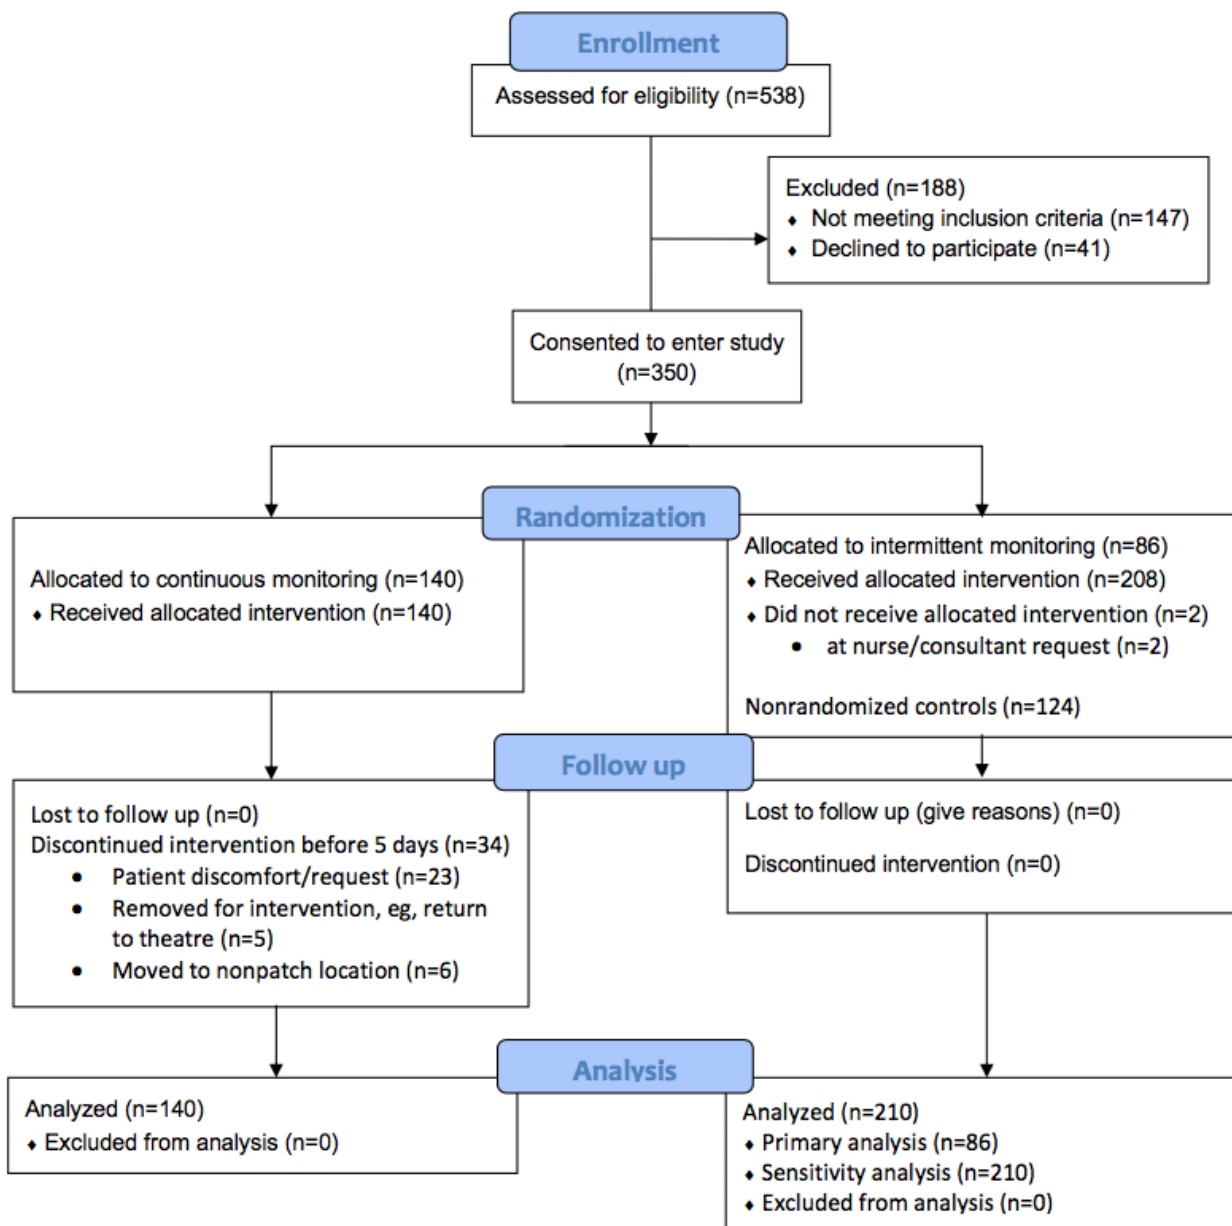 Enrollment
Assessed for eligibility (n=538)
Excluded (n=188)
♦ Not meeting inclusion criteria (n=147)
♦ Declined to participate (n=41)
Consented to enter study
(n=350)
Randomization
Allocated to continuous monitoring (n=140)
♦ Received allocated intervention (n=140)
Allocated to intermittent monitoring (n=86)
♦ Received allocated intervention (n=208)
♦ Did not receive allocated intervention (n=2)
• at nurse/consultant request (n=2)
Nonrandomized controls (n=124)
Follow up
Lost to follow up (n=0)
Discontinued intervention before 5 days (n=34)
• Patient discomfort/request (n=23)
• Removed for intervention, eg, return
to theatre (n=5)
• Moved to nonpatch location (n=6)
Lost to follow up (give reasons) (n=0)
Discontinued intervention (n=0)
Analysis
Analyzed (n=140)
♦ Excluded from analysis (n=0)
Analyzed (n=210)
♦ Primary analysis (n=86)
♦ Sensitivity analysis (n=210)
♦ Excluded from analysis (n=0)